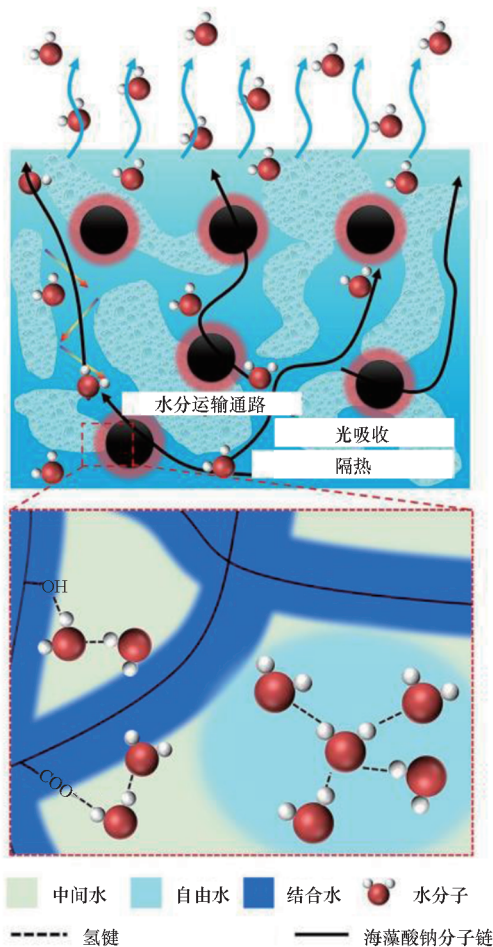 水分运输通路
光吸收
隔热
OH
COO
中间水 自由水 结合水 水分子
氢键 海藻酸钠分子链